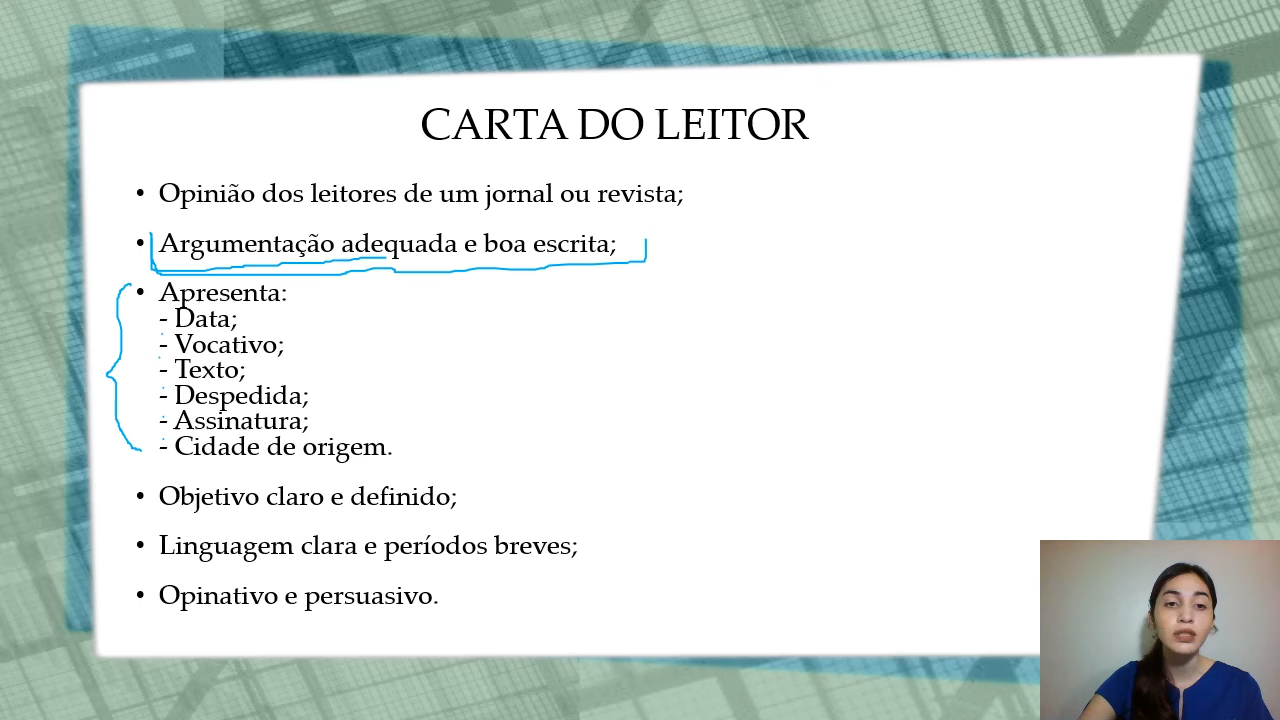 CARTA DO LEITOR
• Opinião dos leitores de um jornal ou revista;
• Argumentação adequada e boa escrita;
• Apresenta:
- Data;
- Vocativo;
- Texto;
- Despedida;
- Assinatura;
- Cidade de origem.
• Objetivo claro e definido;
• Linguagem clara e períodos breves;
• Opinativo e persuasivo.